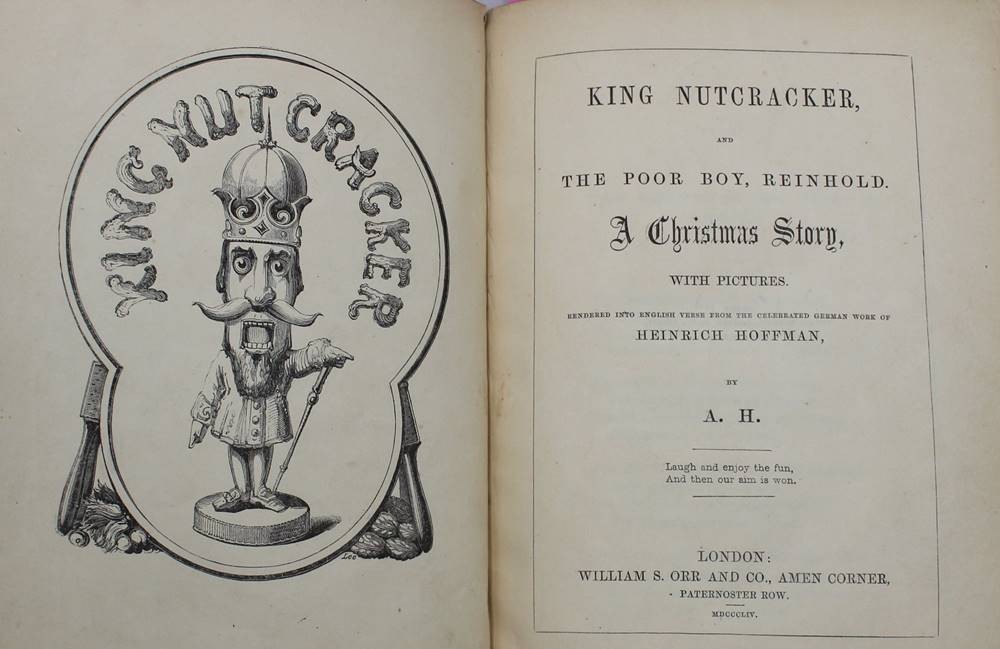 KING NUTCRACKER
Lee
KING NUTCRACKER,
AND
THE POOR BOY, REINHOLD.
A Christmas Story,
WITH PICTURES.
RENDERED INTO ENGLISH VERSE FROM THE CELEBRATED GERMAN WORK OF
HEINRICH HOFFMAN,
BY
A. H.
Laugh and enjoy the fun,
And then our aim is won.
LONDON:
WILLIAM S. ORR AND CO., AMEN CORNER,
PATERNOSTER ROW.
MDCCCLIV.